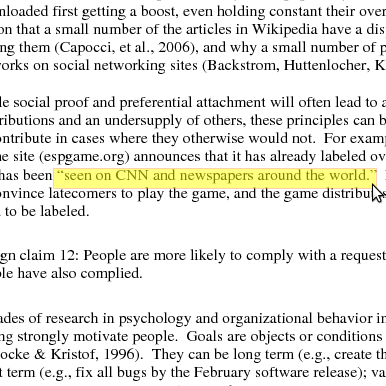 nloaded first getting a boost, even holding constant their over
on that a small number of the articles in Wikipedia have a dis
ng them (Capocci, et al., 2006), and why a small number of p
orks on social networking sites (Backstrom, Huttenlocher, K
le social proof and preferential attachment will often lead to a
ributions and an undersupply of others, these principles can b
ontribute in cases where they otherwise would not. For examp
ne site (espgame.org) announces that it has already labeled ov
has been “seen on CNN and newspapers around the world.”
onvince latecomers to play the game, and the game distribu
to be labeled.
gn claim 12: People are more likely to comply with a request
ple have also complied.
ades of research in psychology and organizational behavior in
ng strongly motivate people. Goals are objects or conditions
ocke & Kristof, 1996). They can be long term (e.g., create th
t term (e.g., fix all bugs by the February software release); va